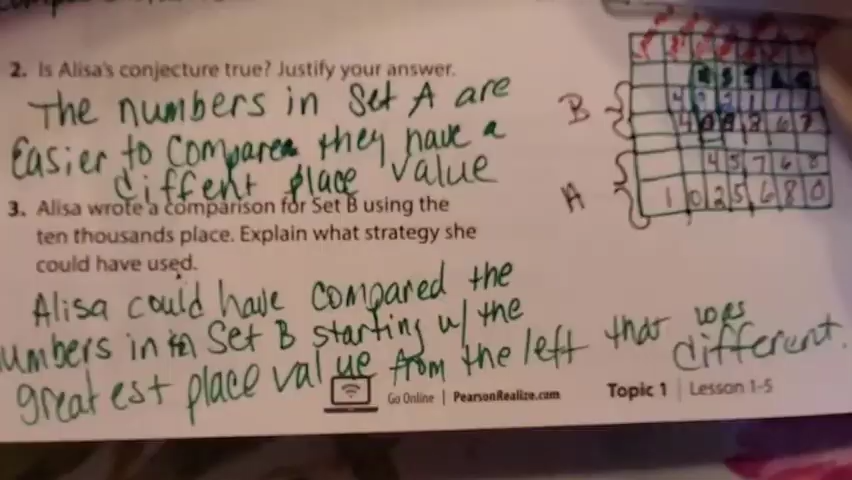 2. Is Alisa's conjecture true? Justify your answer.
The numbers in Set A are
Easier to Compare they have a
diffent place value
3. Alisa wrote a comparison for Set B using the
ten thousands place. Explain what strategy she
could have used.
Alisa could have compared the
umbers in Set B starting w/ the
greatest place value from the left that was
different.
B
A
4 5 7 6 8
1 0 2 5 6 8 0
Go Online | PearsonRealize.com
Topic 1 | Lesson 1-5